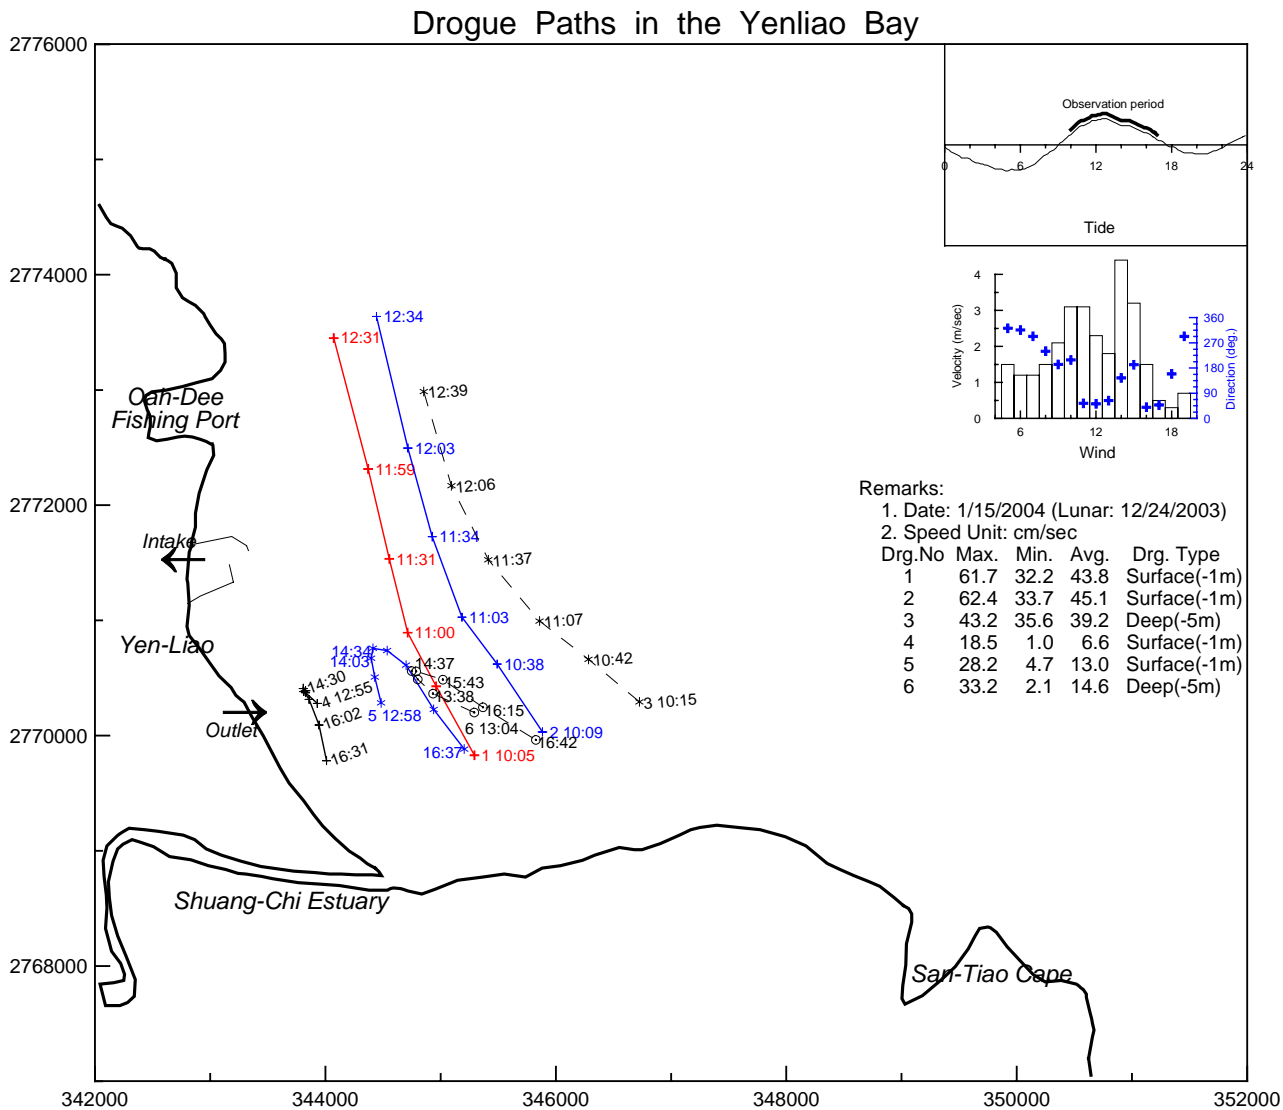 Drogue Paths in the Yenliao Bay
2776000
2774000
2772000
2770000
2768000
342000
344000
346000
348000
350000
352000
Observation period
0
6
12
18
24
Tide
4
3
2
1
0
Velocity (m/sec)
360
270
180
90
0
Direction (deg.)
6
12
18
Wind
Remarks:
1. Date: 1/15/2004 (Lunar: 12/24/2003)
2. Speed Unit: cm/sec
Drg.No Max. Min. Avg. Drg. Type
1 61.7 32.2 43.8 Surface(-1m)
2 62.4 33.7 45.1 Surface(-1m)
3 43.2 35.6 39.2 Deep(-5m)
4 18.5 1.0 6.6 Surface(-1m)
5 28.2 4.7 13.0 Surface(-1m)
6 33.2 2.1 14.6 Deep(-5m)
12:31
11:59
11:31
11:00
1 10:05
12:34
12:03
11:34
11:03
10:38
2 10:09
12:39
12:06
11:37
11:07
10:42
3 10:15
14:30
4 12:55
16:02
16:31
14:34
14:03
5 12:58
16:37
14:37
15:43
13:38
16:15
6 13:04
16:42
Oah-Dee
Fishing Port
Intake
Yen-Liao
Outlet
Shuang-Chi Estuary
San-Tiao Cape